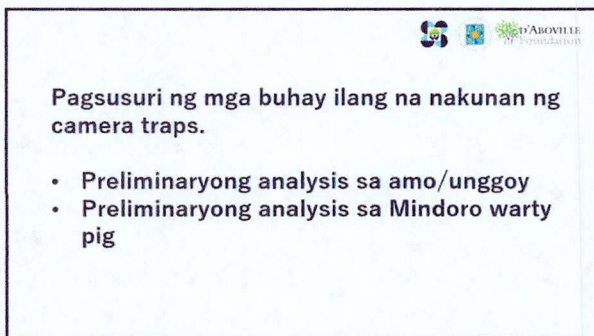 D'ABOVILLE
Foundation
Pagsusuri ng mga buhay ilang na nakunan ng
camera traps.
• Preliminaryong analysis sa amo/unggoy
• Preliminaryong analysis sa Mindoro warty
pig